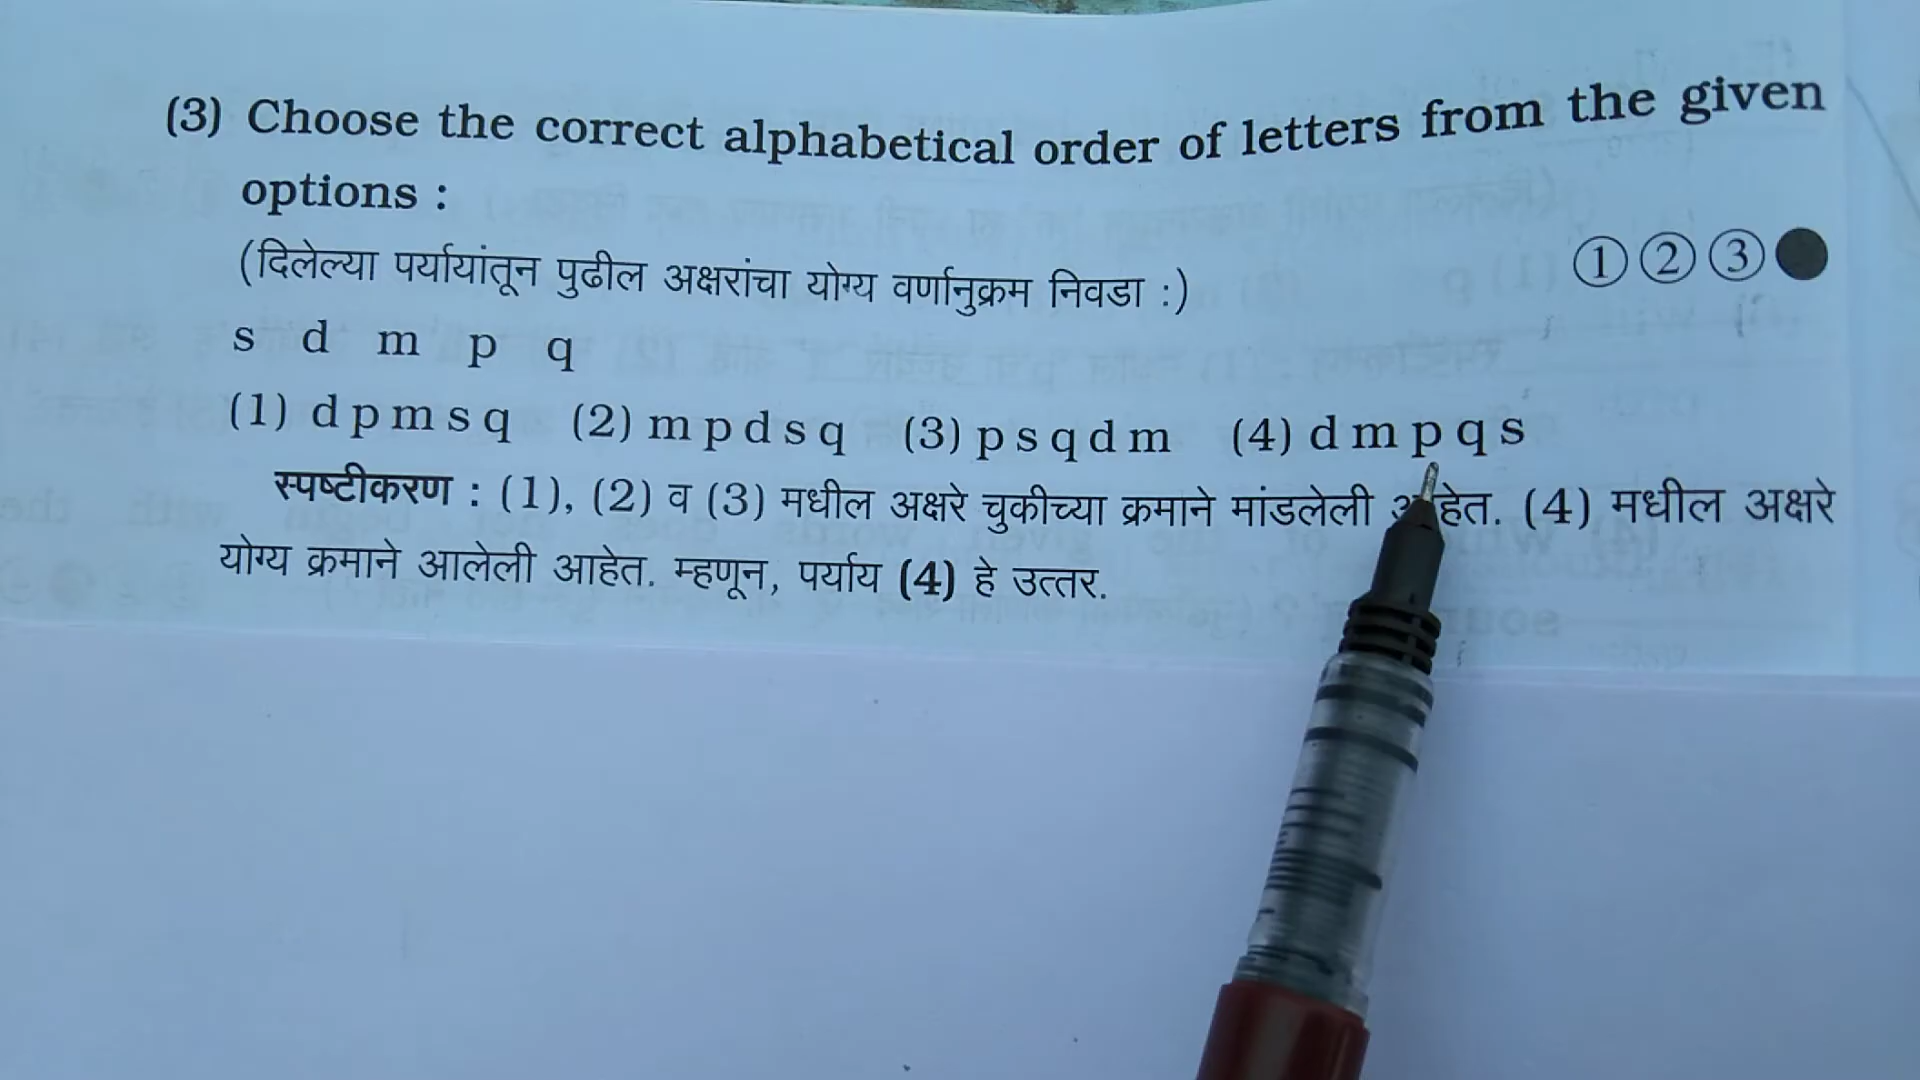 (3) Choose the correct alphabetical order of letters from the given
options :
(दिलेल्या पर्यायांतून पुढील अक्षरांचा योग्य वर्णानुक्रम निवडा :) ① ② ③ ●
s d m p q
(1) d p m s q (2) m p d s q (3) p s q d m (4) d m p q s
स्पष्टीकरण : (1), (2) व (3) मधील अक्षरे चुकीच्या क्रमाने मांडलेली आहेत. (4) मधील अक्षरे
योग्य क्रमाने आलेली आहेत. म्हणून, पर्याय (4) हे उत्तर.